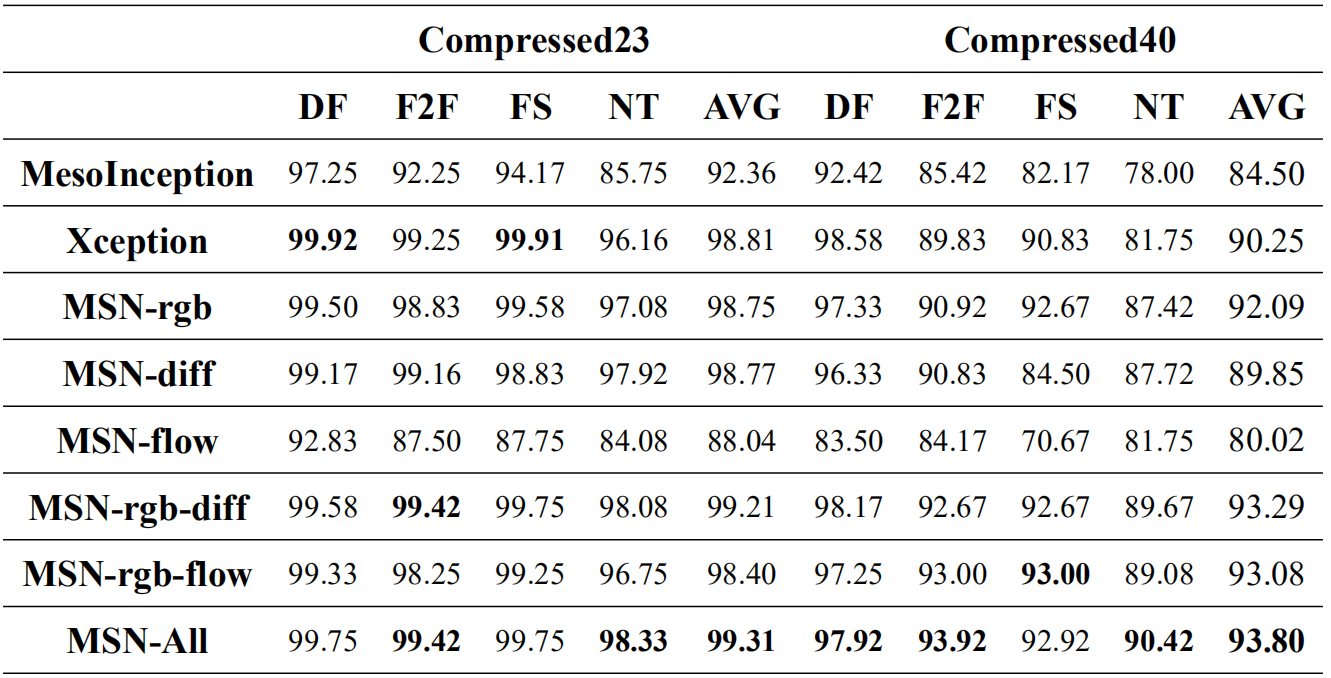 Compressed23 Compressed40
DF F2F FS NT AVG DF F2F FS NT AVG
MesoInception 97.25 92.25 94.17 85.75 92.36 92.42 85.42 82.17 78.00 84.50
Xception 99.92 99.25 99.91 96.16 98.81 98.58 89.83 90.83 81.75 90.25
MSN-rgb 99.50 98.83 99.58 97.08 98.75 97.33 90.92 92.67 87.42 92.09
MSN-diff 99.17 99.16 98.83 97.92 98.77 96.33 90.83 84.50 87.72 89.85
MSN-flow 92.83 87.50 87.75 84.08 88.04 83.50 84.17 70.67 81.75 80.02
MSN-rgb-diff 99.58 99.42 99.75 98.08 99.21 98.17 92.67 92.67 89.67 93.29
MSN-rgb-flow 99.33 98.25 99.25 96.75 98.40 97.25 93.00 93.00 89.08 93.08
MSN-All 99.75 99.42 99.75 98.33 99.31 97.92 93.92 92.92 90.42 93.80